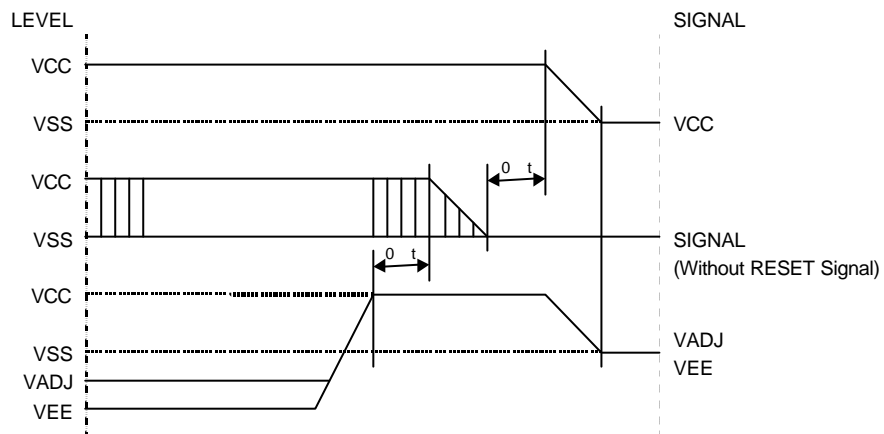 LEVEL
SIGNAL
VCC
VSS
VCC
0 t
VCC
VSS
SIGNAL
(Without RESET Signal)
0 t
VCC
VSS
VADJ
VEE
VADJ
VEE